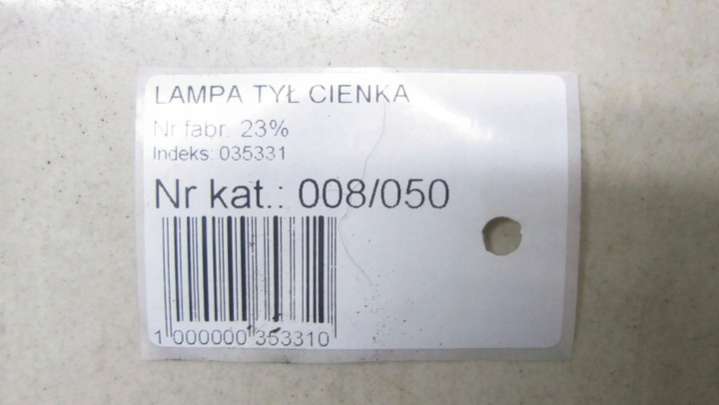 LAMPA TYŁ CIENKA
Nr fabr. 23%
Indeks: 035331
Nr kat.: 008/050
1 000000 353310